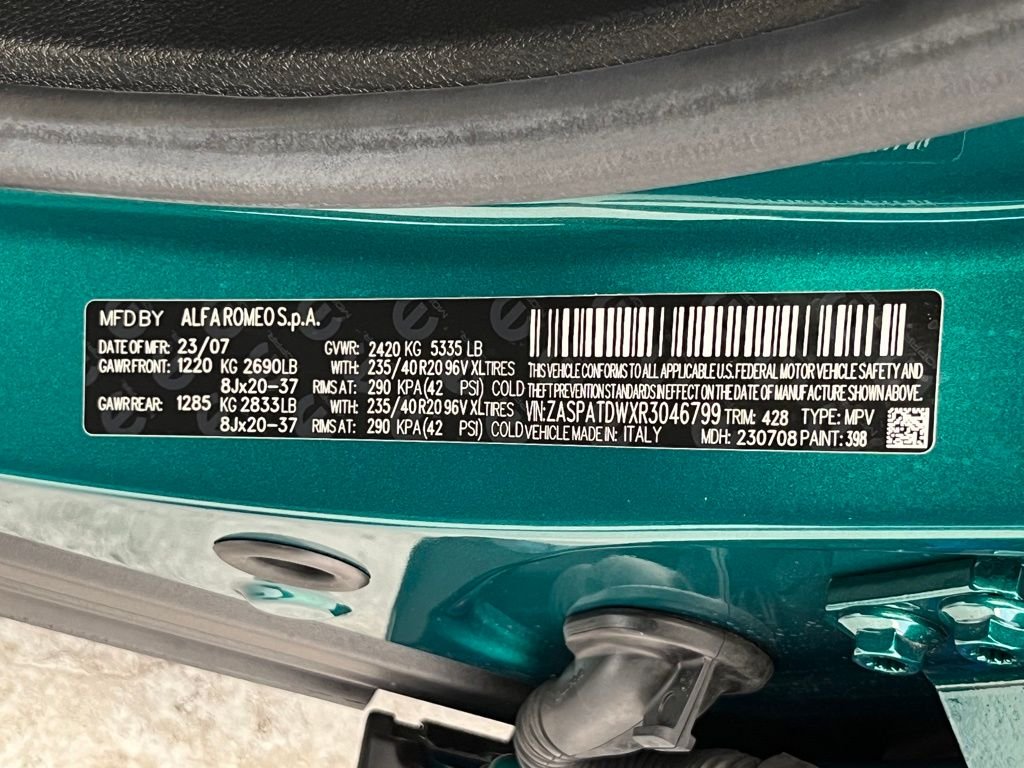 MFD BY ALFA ROMEO S.p.A.
DATE OF MFR: 23/07 GVWR: 2420 KG 5335 LB
GAWR FRONT: 1220 KG 2690LB WITH: 235/40 R20 96V XL TIRES
8Jx20-37 RIMS AT: 290 KPA(42 PSI) COLD
GAWR REAR: 1285 KG 2833LB WITH: 235/40 R20 96V XL TIRES
8Jx20-37 RIMS AT: 290 KPA(42 PSI) COLD
THIS VEHICLE CONFORMS TO ALL APPLICABLE U.S. FEDERAL MOTOR VEHICLE SAFETY AND
THEFT PREVENTION STANDARDS IN EFFECT ON THE DATE OF MANUFACTURE SHOWN ABOVE.
VIN: ZASPATDWXR3046799 TRIM: 428 TYPE: MPV
VEHICLE MADE IN: ITALY MDH: 230708 PAINT: 398